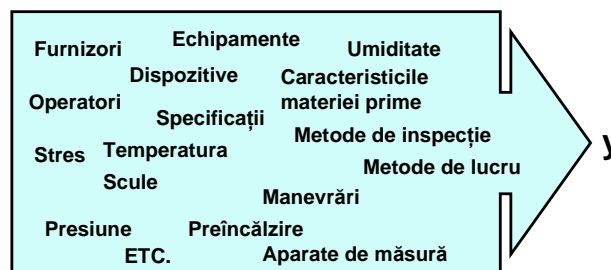 Furnizori
Echipamente
Umiditate
Dispozitive
Caracteristicile
materiei prime
Operatori
Specificații
Metode de inspecție
Stres
Temperatura
Metode de lucru
Scule
Manevrări
Presiune
Preîncălzire
ETC.
Aparate de măsură
y